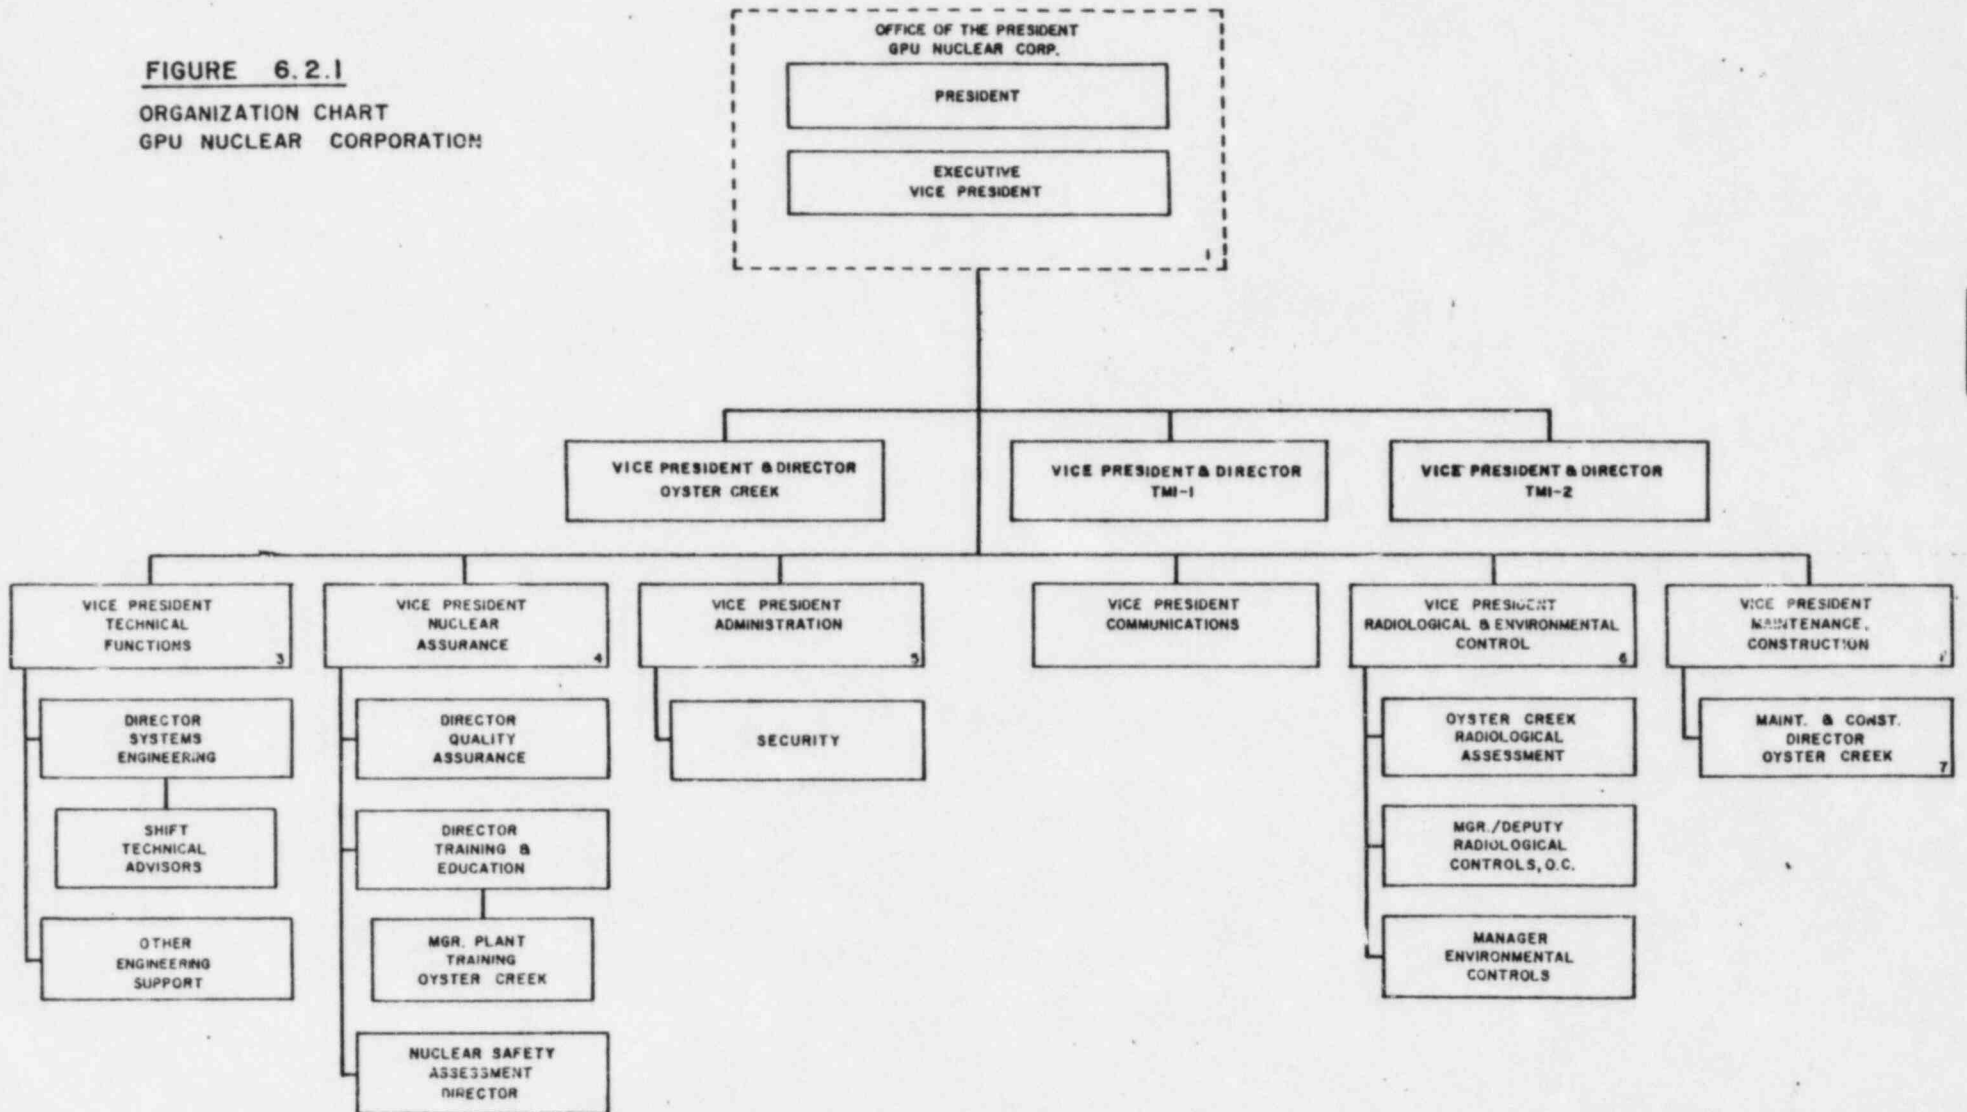 FIGURE 6.2.1
ORGANIZATION CHART
GPU NUCLEAR CORPORATION
OFFICE OF THE PRESIDENT
GPU NUCLEAR CORP.
PRESIDENT
EXECUTIVE
VICE PRESIDENT
1
VICE PRESIDENT & DIRECTOR
OYSTER CREEK
VICE PRESIDENT & DIRECTOR
TMI-1
VICE PRESIDENT & DIRECTOR
TMI-2
VICE PRESIDENT
TECHNICAL
FUNCTIONS
3
VICE PRESIDENT
NUCLEAR
ASSURANCE
4
VICE PRESIDENT
ADMINISTRATION
5
VICE PRESIDENT
COMMUNICATIONS
VICE PRESIDENT
RADIOLOGICAL & ENVIRONMENTAL
CONTROL
6
VICE PRESIDENT
MAINTENANCE,
CONSTRUCTION
DIRECTOR
SYSTEMS
ENGINEERING
SHIFT
TECHNICAL
ADVISORS
OTHER
ENGINEERING
SUPPORT
DIRECTOR
QUALITY
ASSURANCE
DIRECTOR
TRAINING &
EDUCATION
MGR. PLANT
TRAINING
OYSTER CREEK
NUCLEAR SAFETY
ASSESSMENT
DIRECTOR
SECURITY
OYSTER CREEK
RADIOLOGICAL
ASSESSMENT
MGR./DEPUTY
RADIOLOGICAL
CONTROLS, O.C.
MANAGER
ENVIRONMENTAL
CONTROLS
MAINT. & CONST.
DIRECTOR
OYSTER CREEK
7